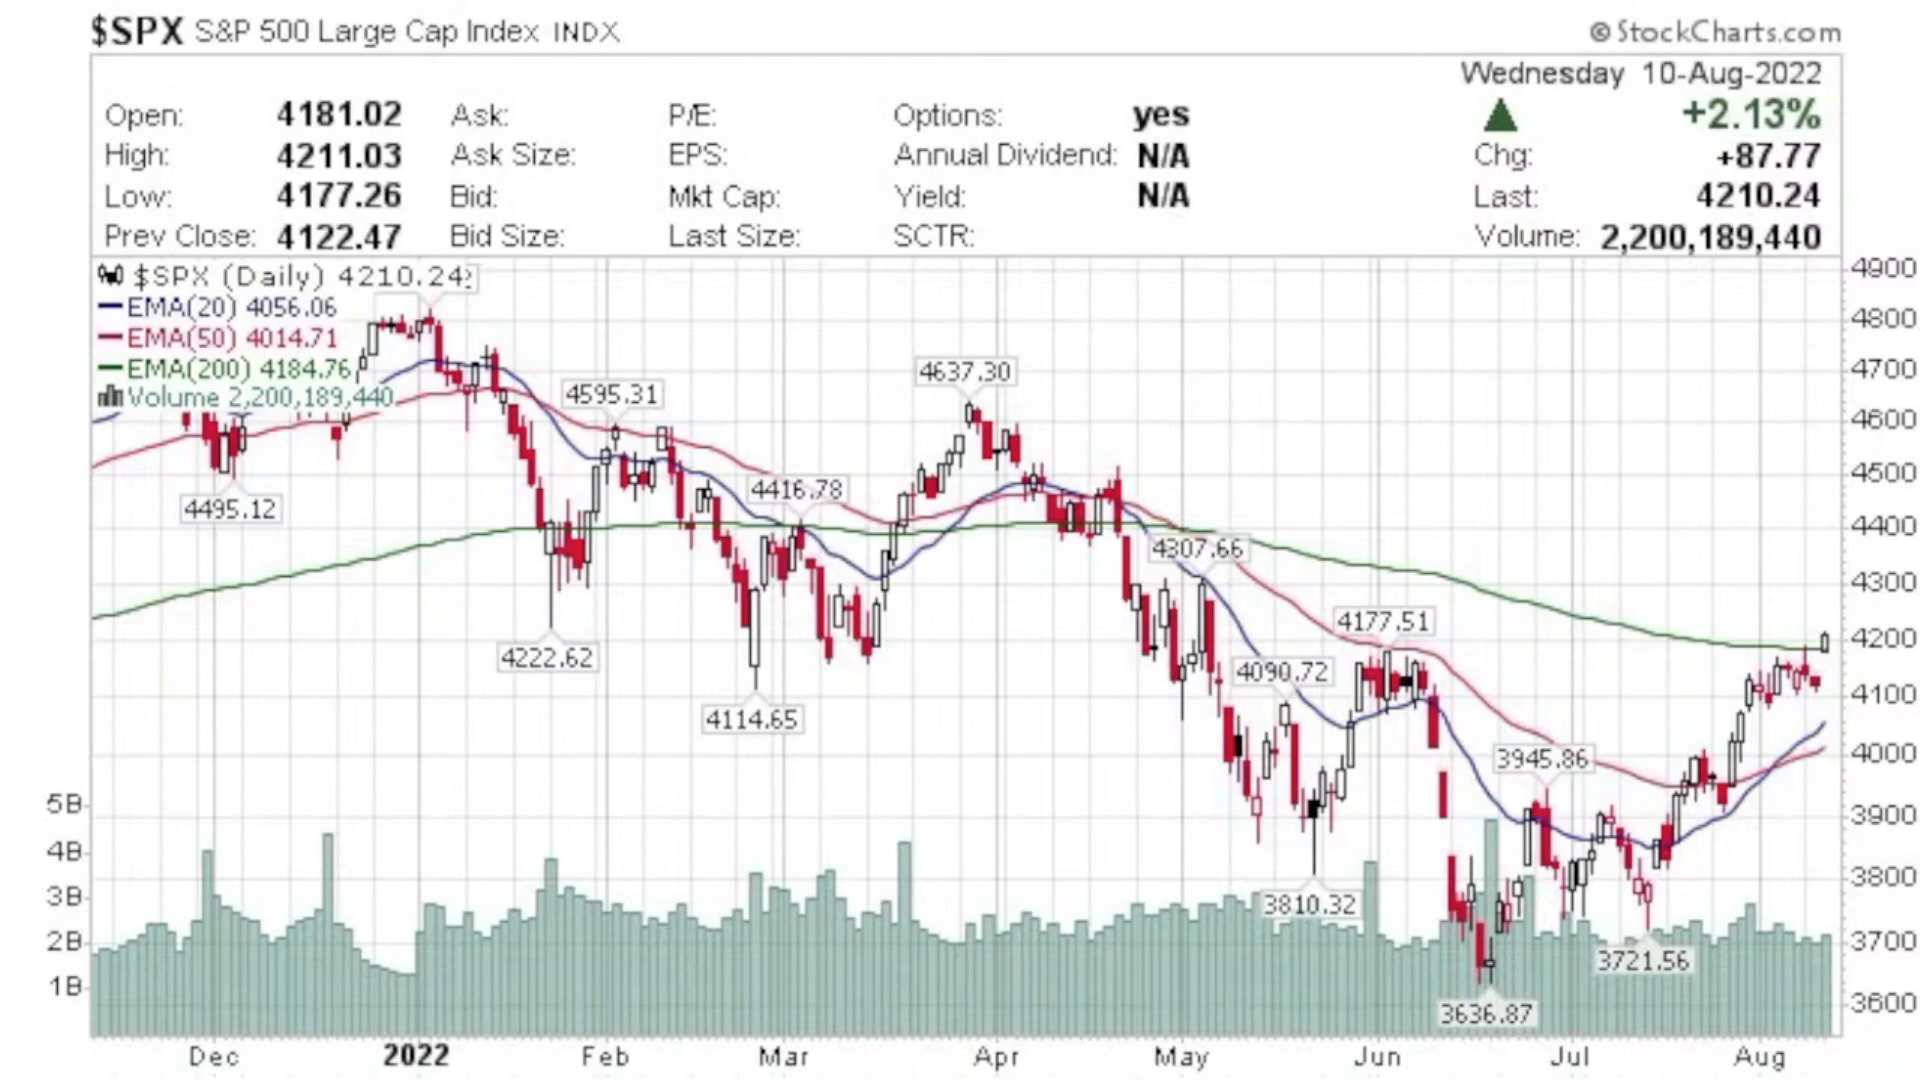 $SPX S&P 500 Large Cap Index INDX © StockCharts.com
Wednesday 10-Aug-2022
Open: 4181.02 Ask: P/E: Options: yes +2.13%
High: 4211.03 Ask Size: EPS: Annual Dividend: N/A Chg: +87.77
Low: 4177.26 Bid: Mkt Cap: Yield: N/A Last: 4210.24
Prev Close: 4122.47 Bid Size: Last Size: SCTR: Volume: 2,200,189,440
$SPX (Daily) 4210.24
EMA(20) 4056.06
EMA(50) 4014.71
EMA(200) 4184.76
Volume 2,200,189,440
4900
4800
4700
4600
4500
4400
4300
4200
4100
4000
3900
3800
3700
3600
4637.30
4595.31
4416.78
4495.12
4307.66
4177.51
4222.62
4090.72
4114.65
3945.86
3810.32
3721.56
3636.87
5B
4B
3B
2B
1B
Dec 2022 Feb Mar Apr May Jun Jul Aug